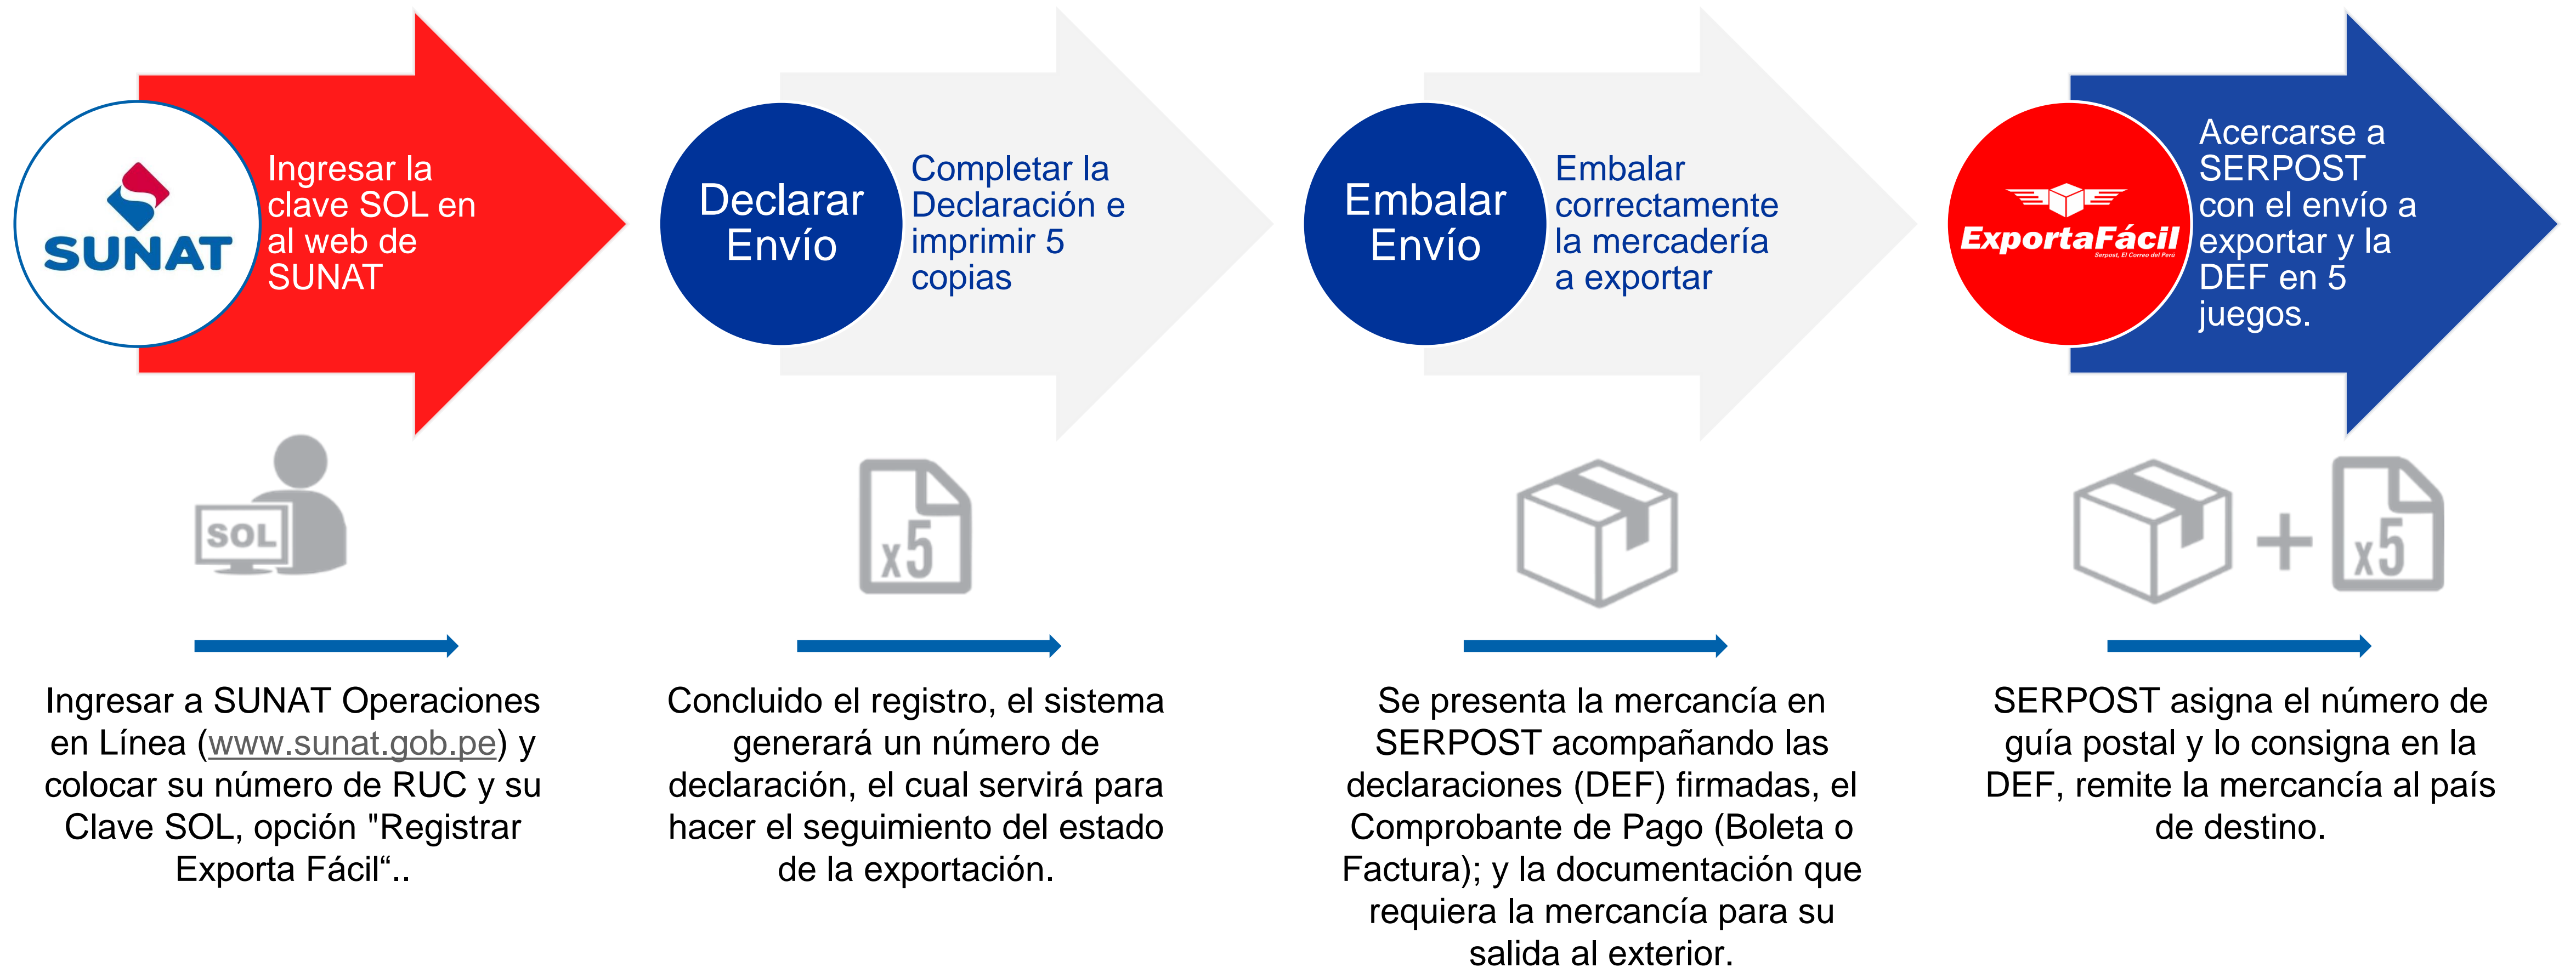 SUNAT
Ingresar la
clave SOL en
al web de
SUNAT
Declarar
Envío
Completar la
Declaración e
imprimir 5
copias
Embalar
Envío
Embalar
correctamente
la mercadería
a exportar
ExportaFácil
Serpost, El Correo del Perú
Acercarse a
SERPOST
con el envío a
exportar y la
DEF en 5
juegos.
SOL
x5
x5
Ingresar a SUNAT Operaciones
en Línea (www.sunat.gob.pe) y
colocar su número de RUC y su
Clave SOL, opción "Registrar
Exporta Fácil“..
Concluido el registro, el sistema
generará un número de
declaración, el cual servirá para
hacer el seguimiento del estado
de la exportación.
Se presenta la mercancía en
SERPOST acompañando las
declaraciones (DEF) firmadas, el
Comprobante de Pago (Boleta o
Factura); y la documentación que
requiera la mercancía para su
salida al exterior.
SERPOST asigna el número de
guía postal y lo consigna en la
DEF, remite la mercancía al país
de destino.